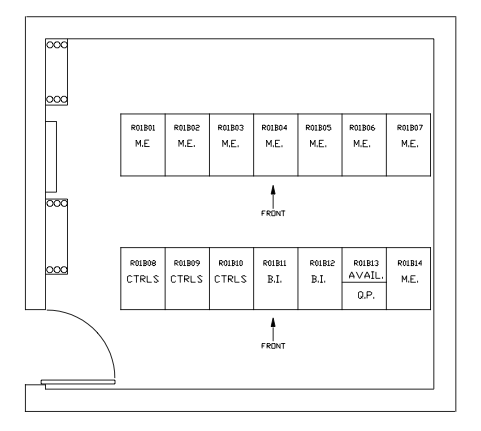 R01B01 R01B02 R01B03 R01B04 R01B05 R01B06 R01B07
M.E M.E. M.E. M.E. M.E. M.E. M.E.
FRONT
R01B08 R01B09 R01B10 R01B11 R01B12 R01B13 R01B14
CTRLS CTRLS CTRLS B.I. B.I. AVAIL. M.E.
Q.P.
FRONT